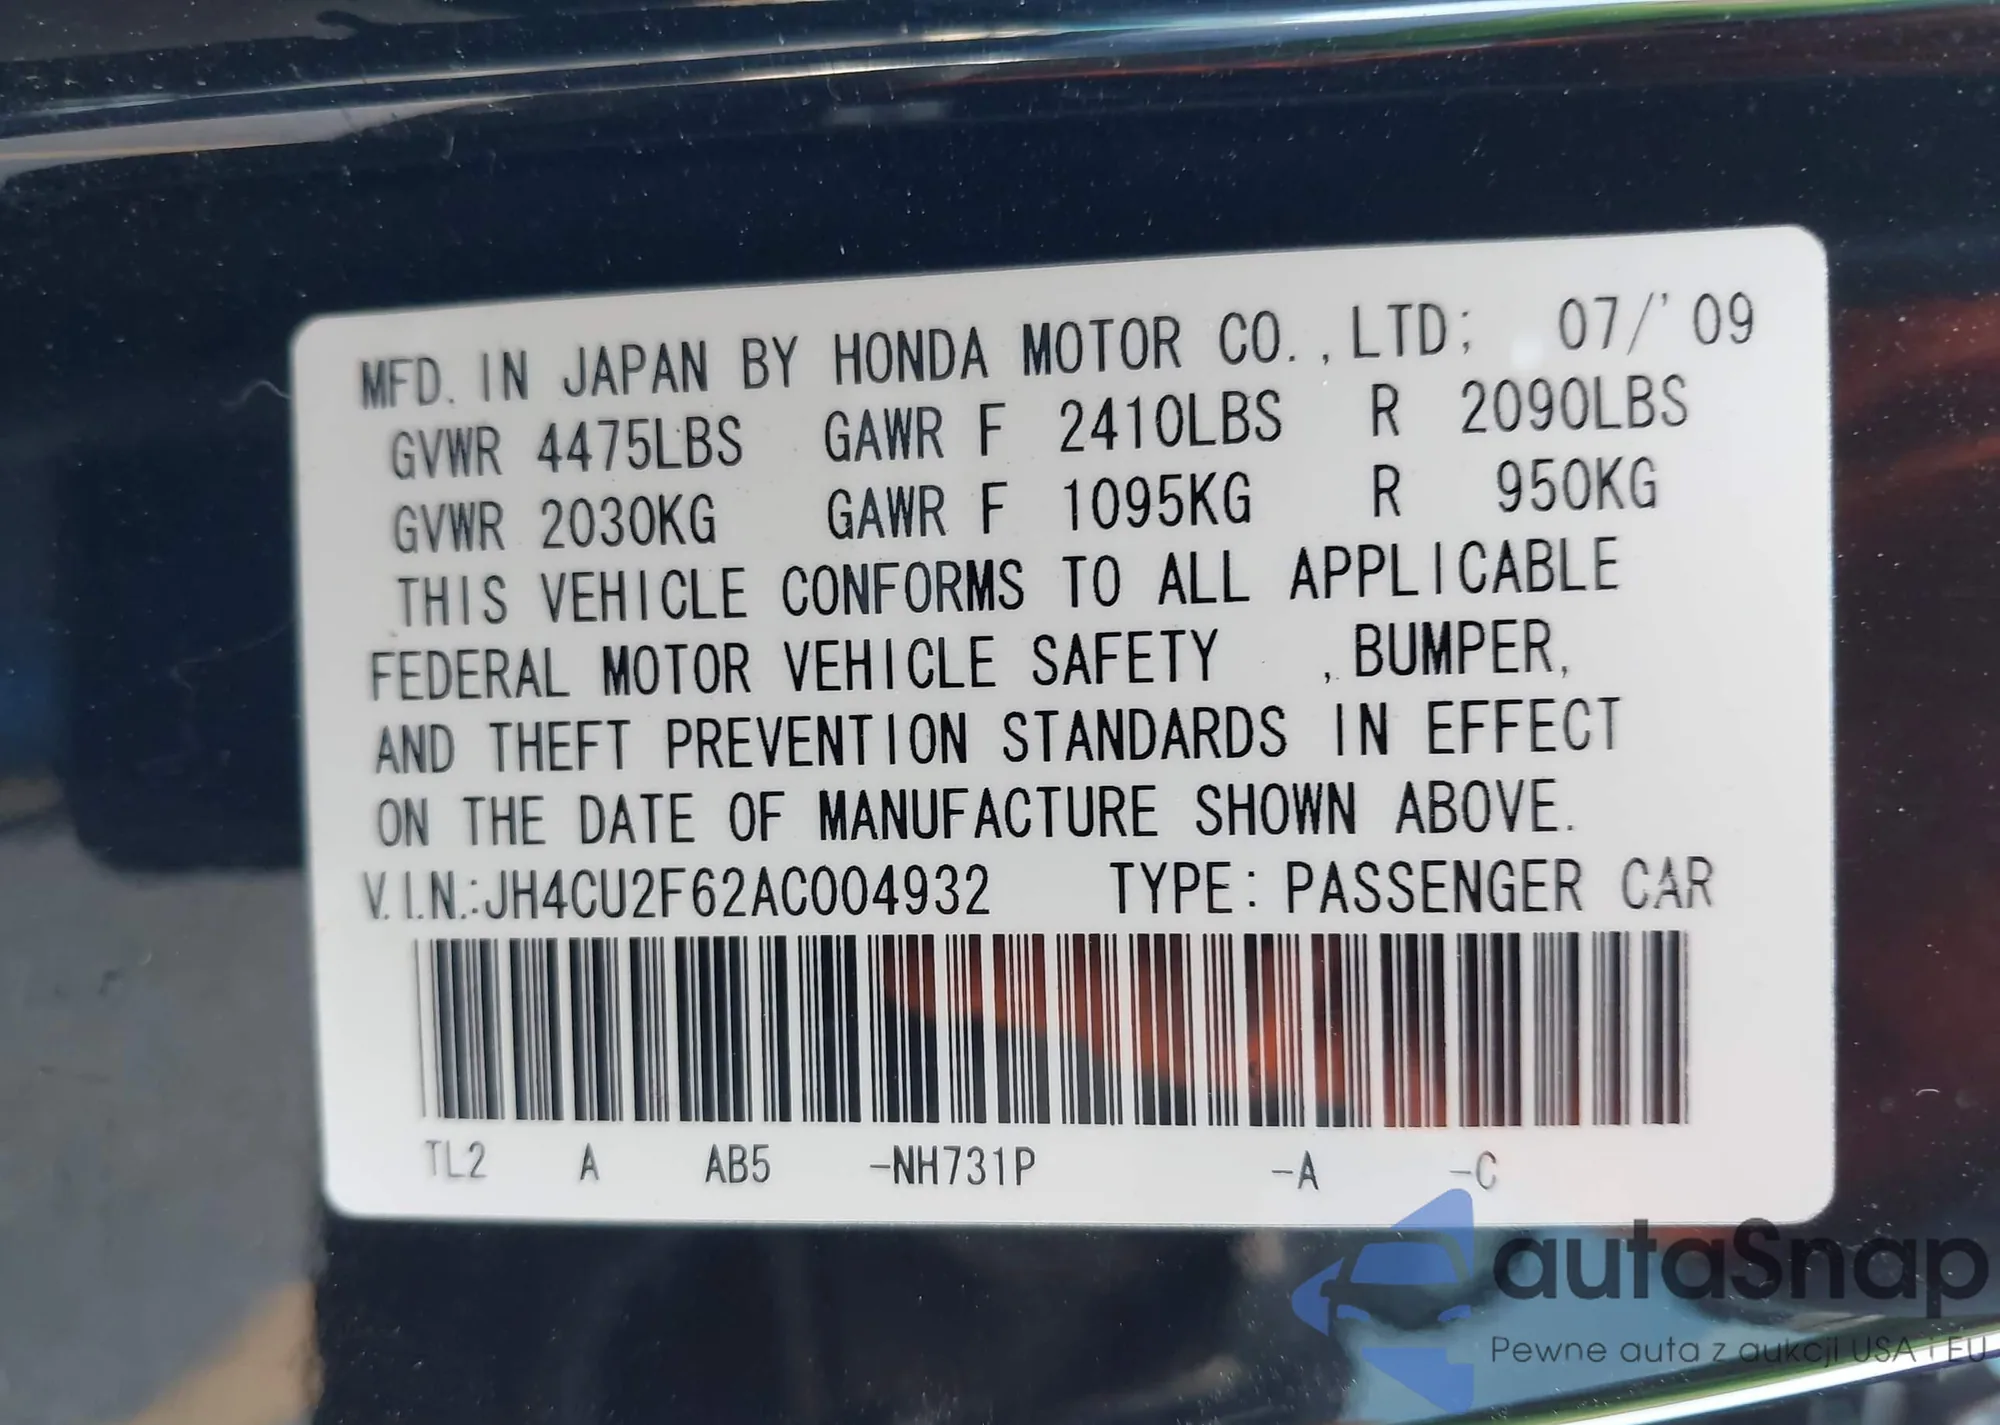 MFD. IN JAPAN BY HONDA MOTOR CO., LTD; 07/'09
GVWR 4475LBS GAWR F 2410LBS R 2090LBS
GVWR 2030KG GAWR F 1095KG R 950KG
THIS VEHICLE CONFORMS TO ALL APPLICABLE
FEDERAL MOTOR VEHICLE SAFETY , BUMPER,
AND THEFT PREVENTION STANDARDS IN EFFECT
ON THE DATE OF MANUFACTURE SHOWN ABOVE.
V.I.N.:JH4CU2F62AC004932 TYPE: PASSENGER CAR
TL2 A AB5 -NH731P -A -C
autaSnap
Pewne auta z aukcji USA i EU